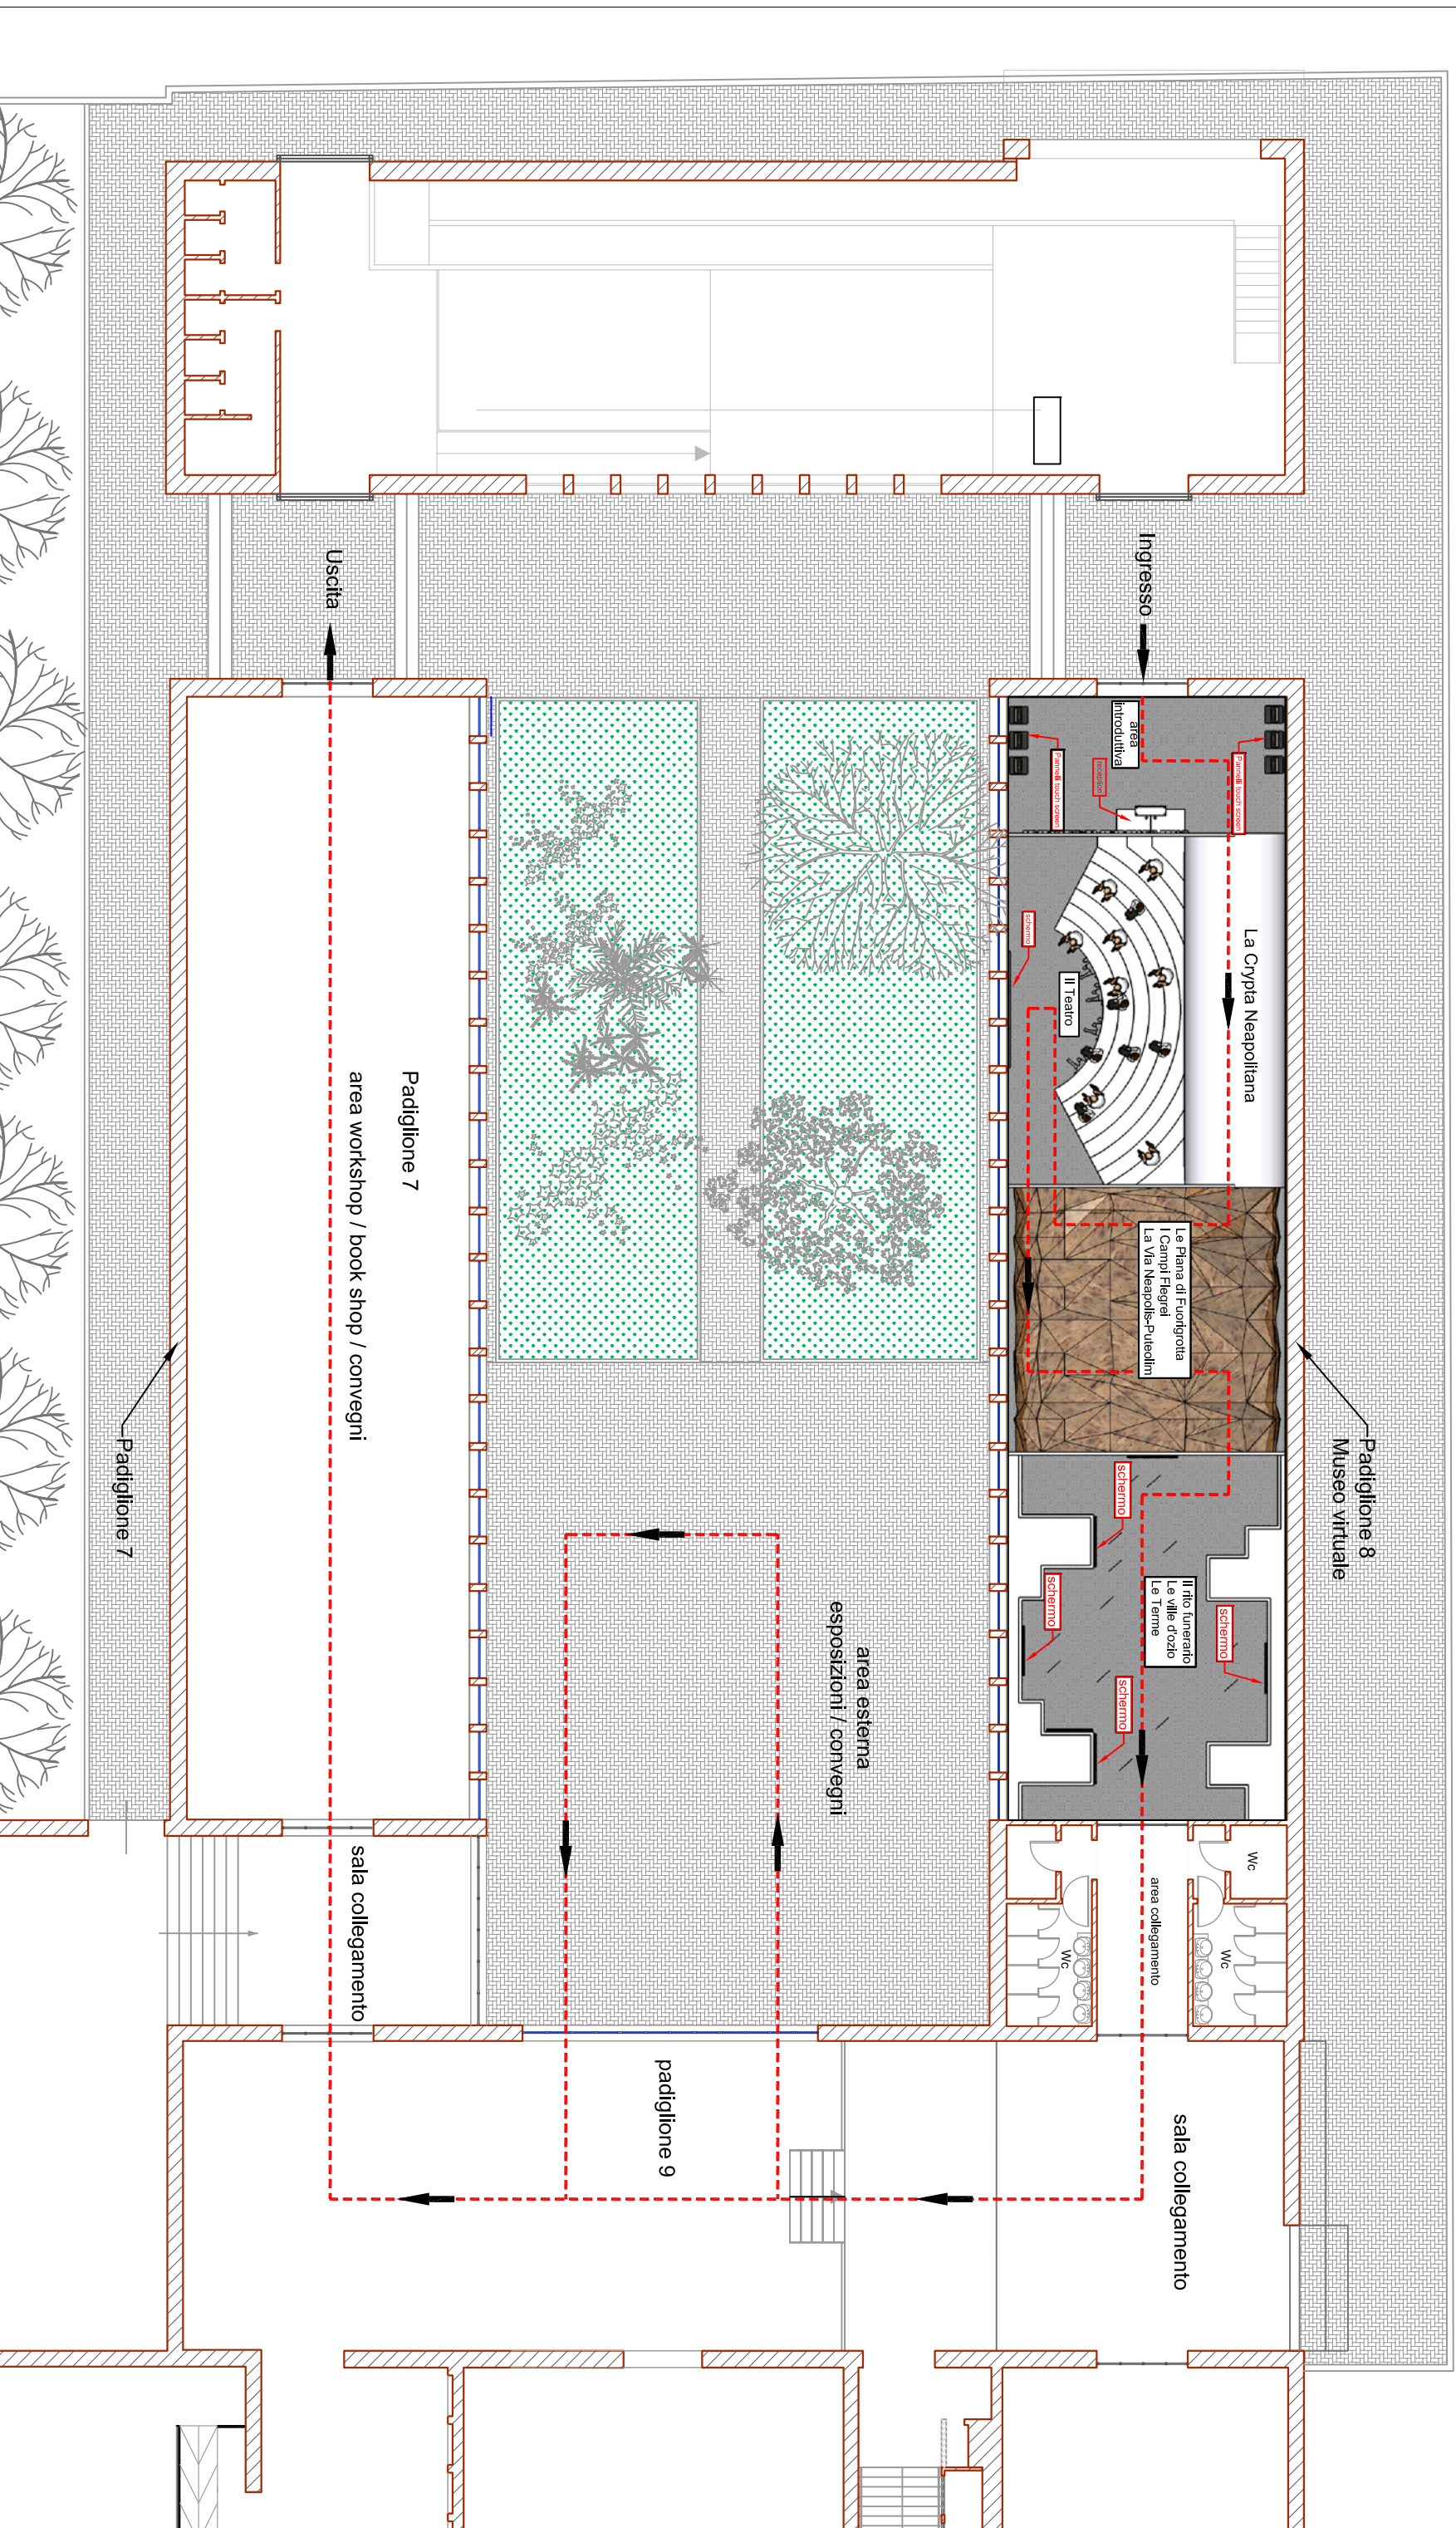 Ingresso
Uscita
area
introduttiva
Pannelli touch screen
reception
Pannelli touch screen
La Crypta Neapolitana
schermo
Il Teatro
Le Piana di Fuorigrotta
I Campi Flegrei
La Via Neapolis-Puteolim
Padiglione 8
Museo virtuale
schermo
schermo
Il rito funerario
Le ville d'ozio
Le Terme
schermo
schermo
Padiglione 7
area workshop / book shop / convegni
Padiglione 7
area esterna
esposizioni / convegni
Wc
area collegamento
Wc
Wc
sala collegamento
padiglione 9
sala collegamento